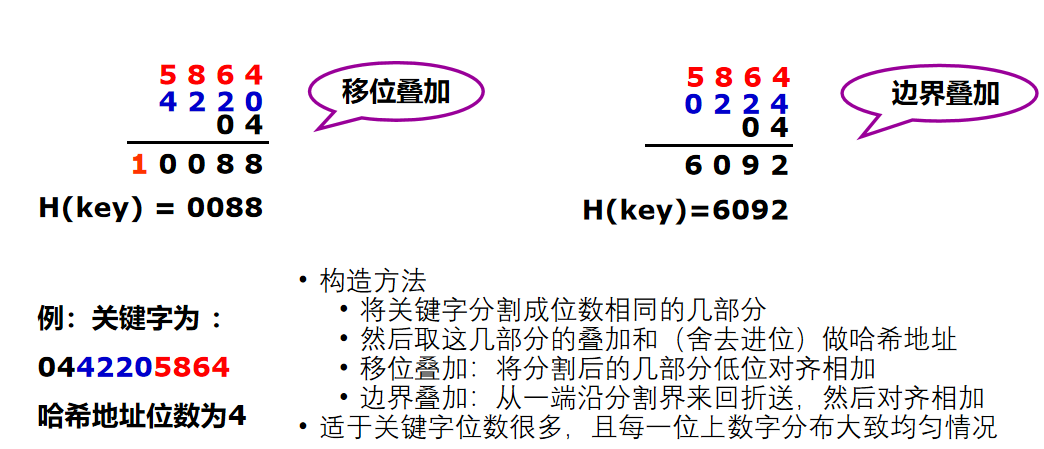 5 8 6 4
4 2 2 0
0 4
1 0 0 8 8
H(key) = 0088
移位叠加
5 8 6 4
0 2 2 4
0 4
6 0 9 2
H(key)=6092
边界叠加
例：关键字为 ：
0442205864
哈希地址位数为4
• 构造方法
• 将关键字分割成位数相同的几部分
• 然后取这几部分的叠加和（舍去进位）做哈希地址
• 移位叠加：将分割后的几部分低位对齐相加
• 边界叠加：从一端沿分割界来回折送，然后对齐相加
• 适于关键字位数很多，且每一位上数字分布大致均匀情况